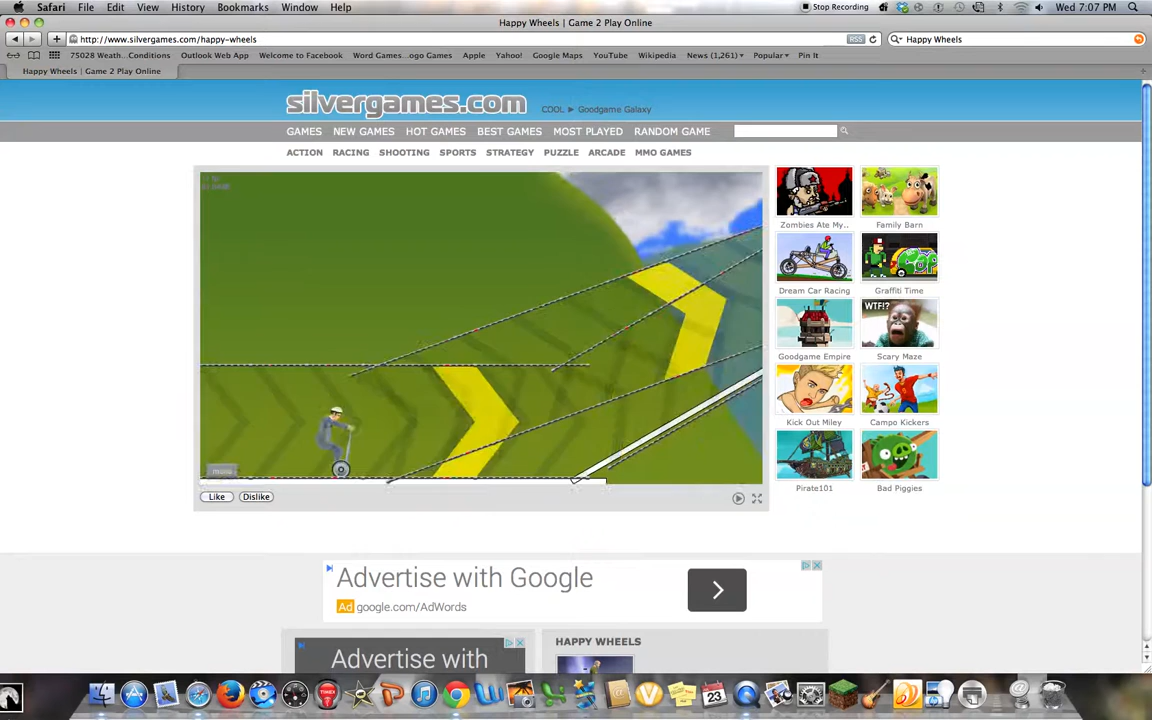 Safari File Edit View History Bookmarks Window Help Stop Recording Wed 7:07 PM
Happy Wheels | Game 2 Play Online
http://www.silvergames.com/happy-wheels RSS Happy Wheels
75028 Weath...Conditions Outlook Web App Welcome to Facebook Word Games...ogo Games Apple Yahoo! Google Maps YouTube Wikipedia News (1,261) Popular Pin It
Happy Wheels | Game 2 Play Online
silvergames.com COOL ► Goodgame Galaxy
GAMES NEW GAMES HOT GAMES BEST GAMES MOST PLAYED RANDOM GAME
ACTION RACING SHOOTING SPORTS STRATEGY PUZZLE ARCADE MMO GAMES
Zombies Ate My.. Family Barn
Dream Car Racing Graffiti Time
WTF!?
Goodgame Empire Scary Maze
Kick Out Miley Campo Kickers
Pirate101 Bad Piggies
menu
Like Dislike
Advertise with Google
Ad google.com/AdWords
Advertise with
HAPPY WHEELS
TIMEX
23